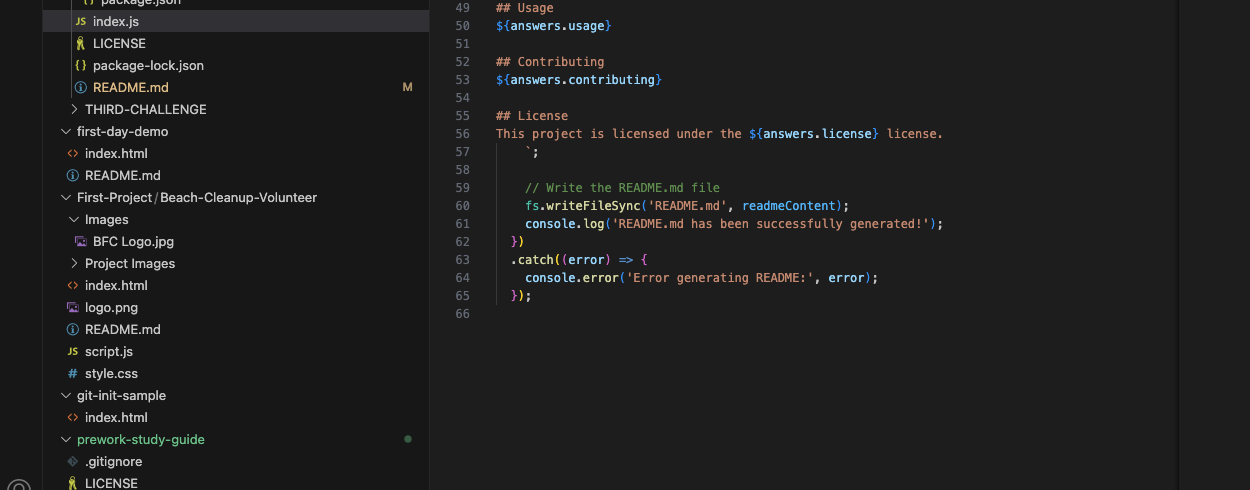 package.json
JS index.js
LICENSE
{} package-lock.json
README.md M
THIRD-CHALLENGE
first-day-demo
<> index.html
README.md
First-Project / Beach-Cleanup-Volunteer
Images
BFC Logo.jpg
Project Images
<> index.html
logo.png
README.md
JS script.js
# style.css
git-init-sample
<> index.html
prework-study-guide
.gitignore
LICENSE
49 ## Usage
50 ${answers.usage}
51
52 ## Contributing
53 ${answers.contributing}
54
55 ## License
56 This project is licensed under the ${answers.license} license.
57 `;
58
59 // Write the README.md file
60 fs.writeFileSync('README.md', readmeContent);
61 console.log('README.md has been successfully generated!');
62 })
63 .catch((error) => {
64 console.error('Error generating README:', error);
65 });
66